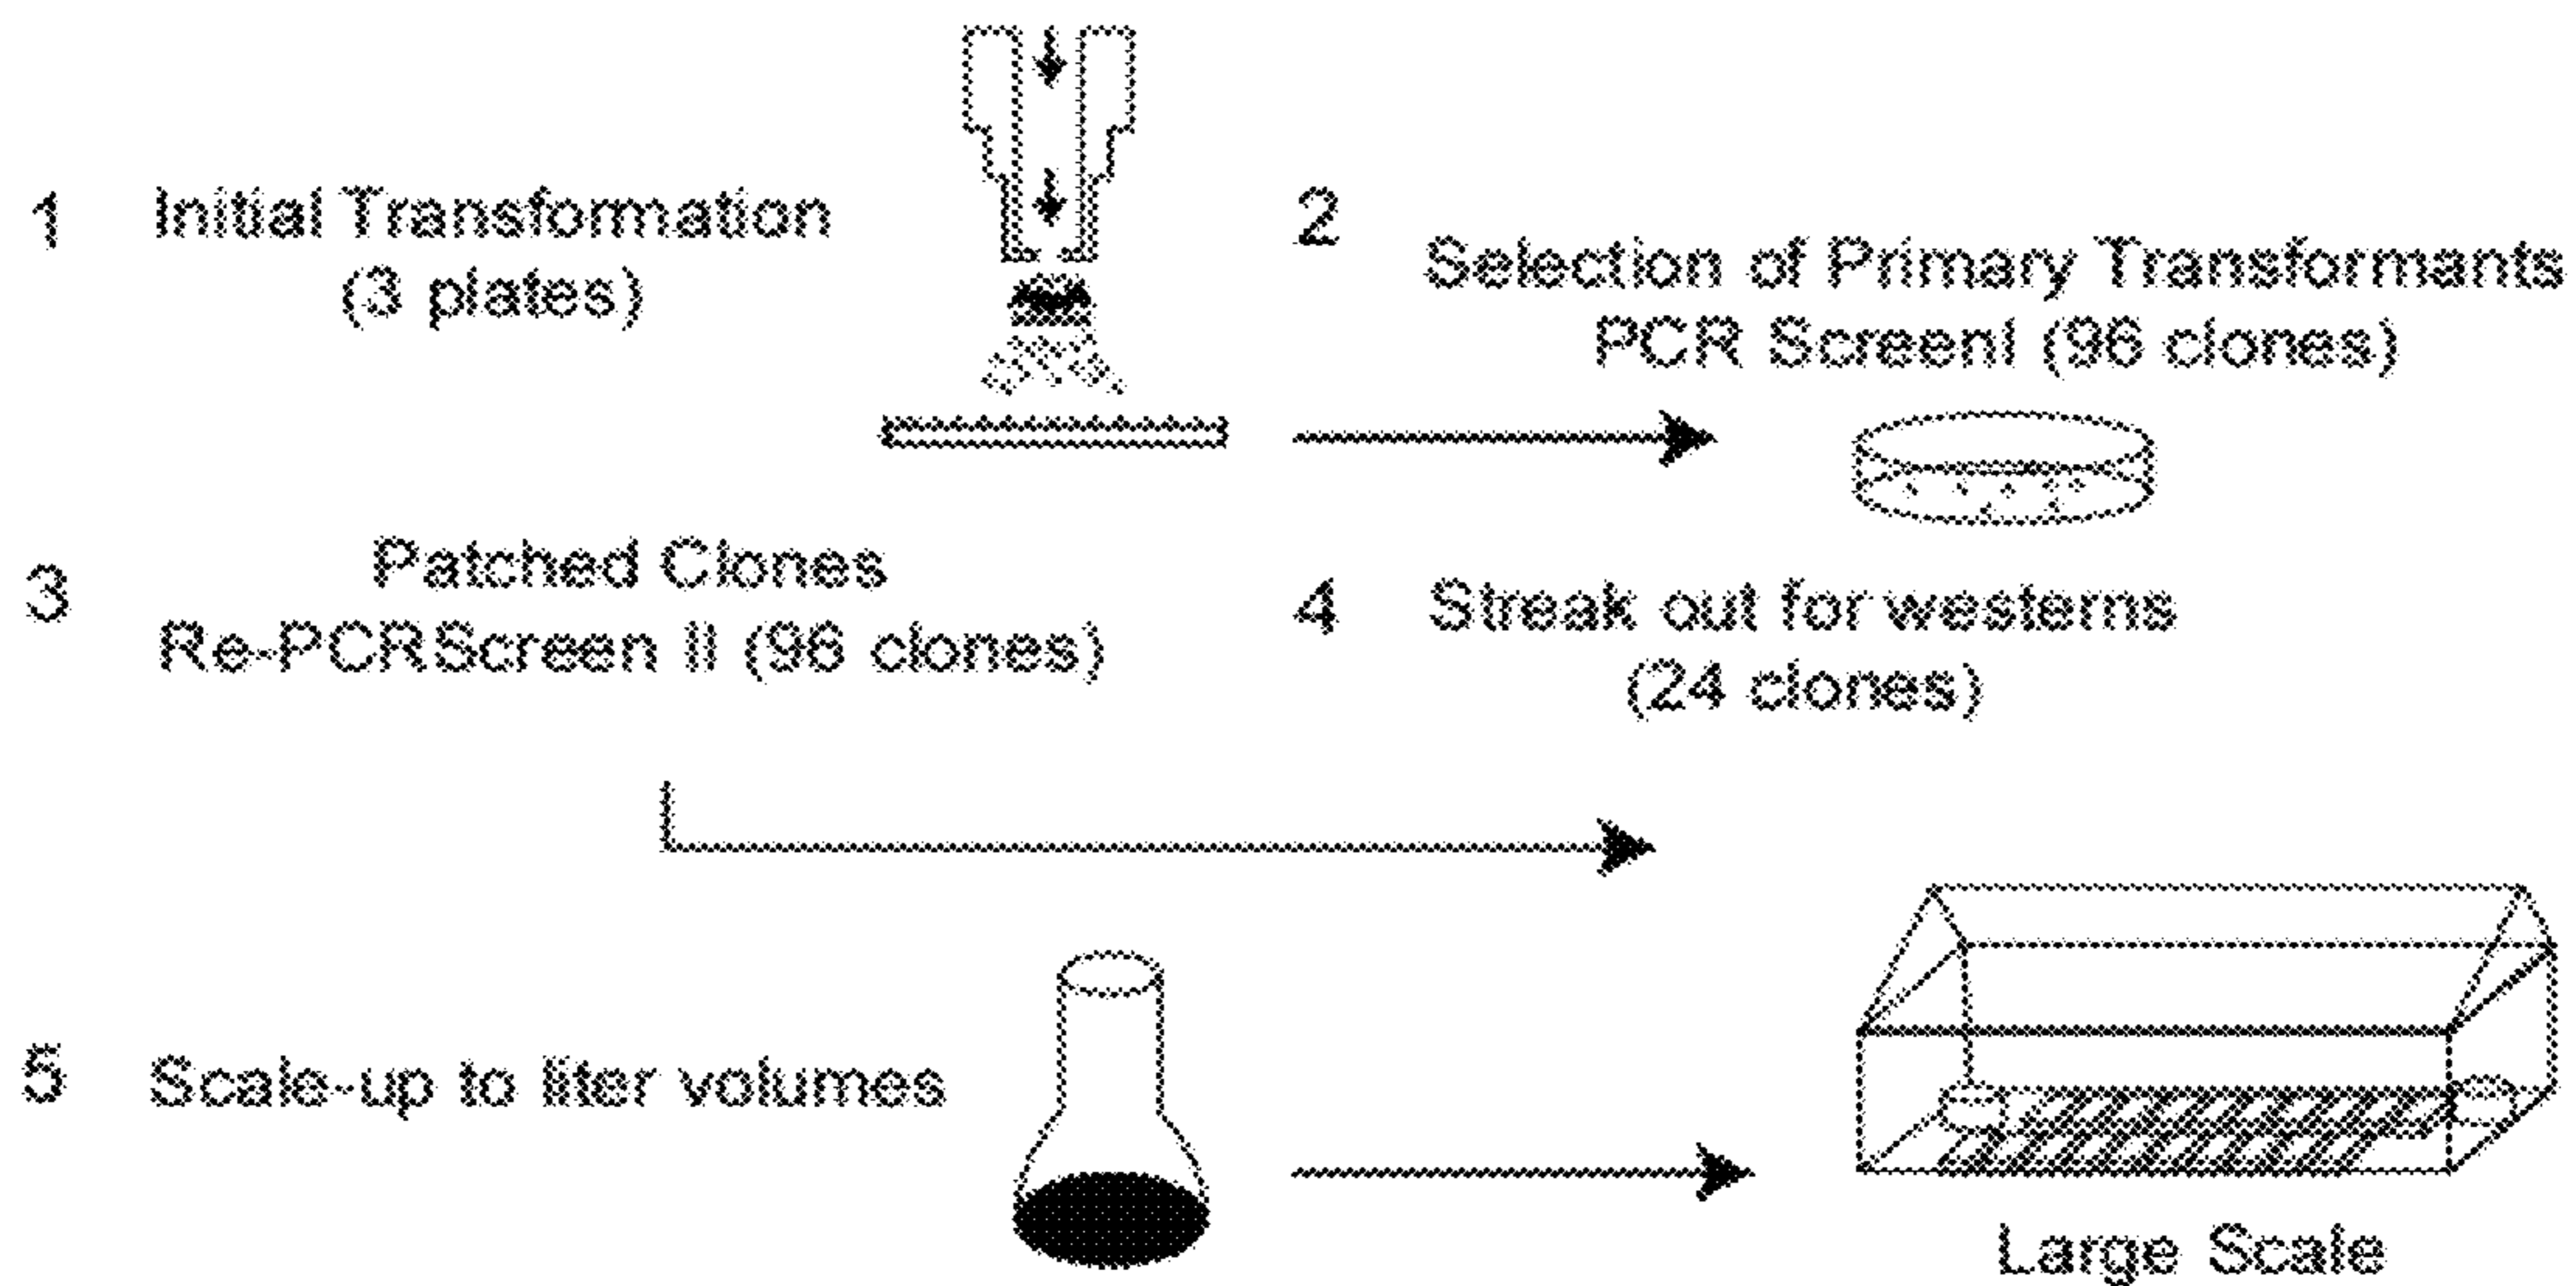 1 Initial Transformation
(3 plates)
2 Selection of Primary Transformants
PCR ScreenI (96 clones)
3 Patched Clones
Re-PCRScreen II (96 clones)
4 Streak out for westerns
(24 clones)
5 Scale-up to liter volumes
Large Scale